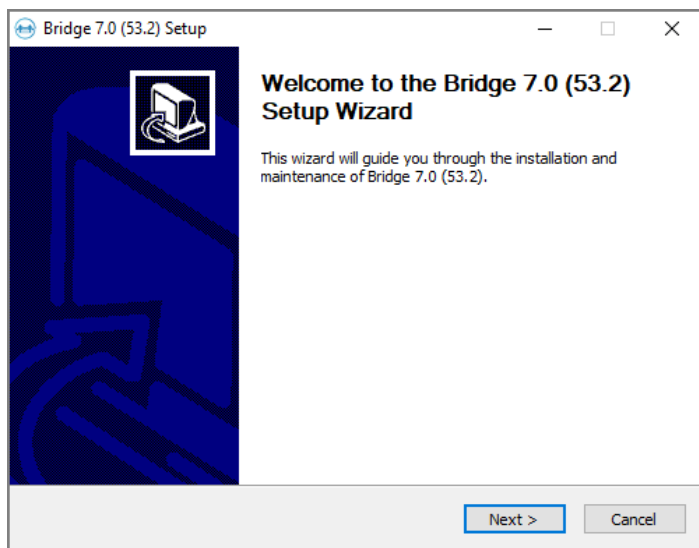 Bridge 7.0 (53.2) Setup
Welcome to the Bridge 7.0 (53.2)
Setup Wizard
This wizard will guide you through the installation and
maintenance of Bridge 7.0 (53.2).
Next >
Cancel